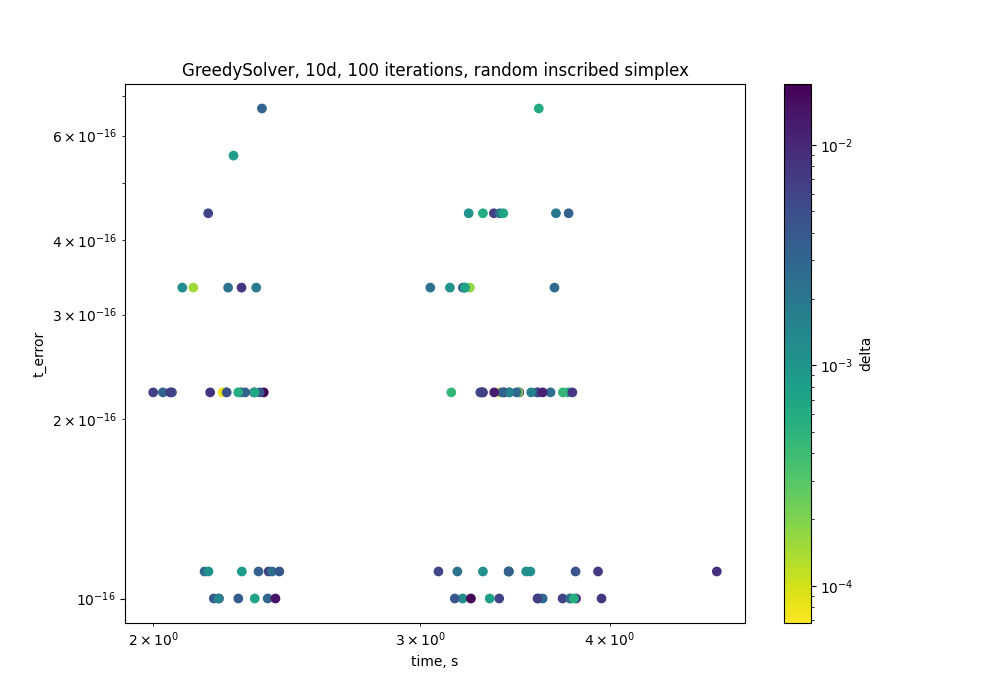 GreedySolver, 10d, 100 iterations, random inscribed simplex
t_error
6 × 10⁻¹⁶
4 × 10⁻¹⁶
3 × 10⁻¹⁶
2 × 10⁻¹⁶
10⁻¹⁶
2 × 10⁰
3 × 10⁰
4 × 10⁰
time, s
10⁻²
10⁻³
10⁻⁴
delta